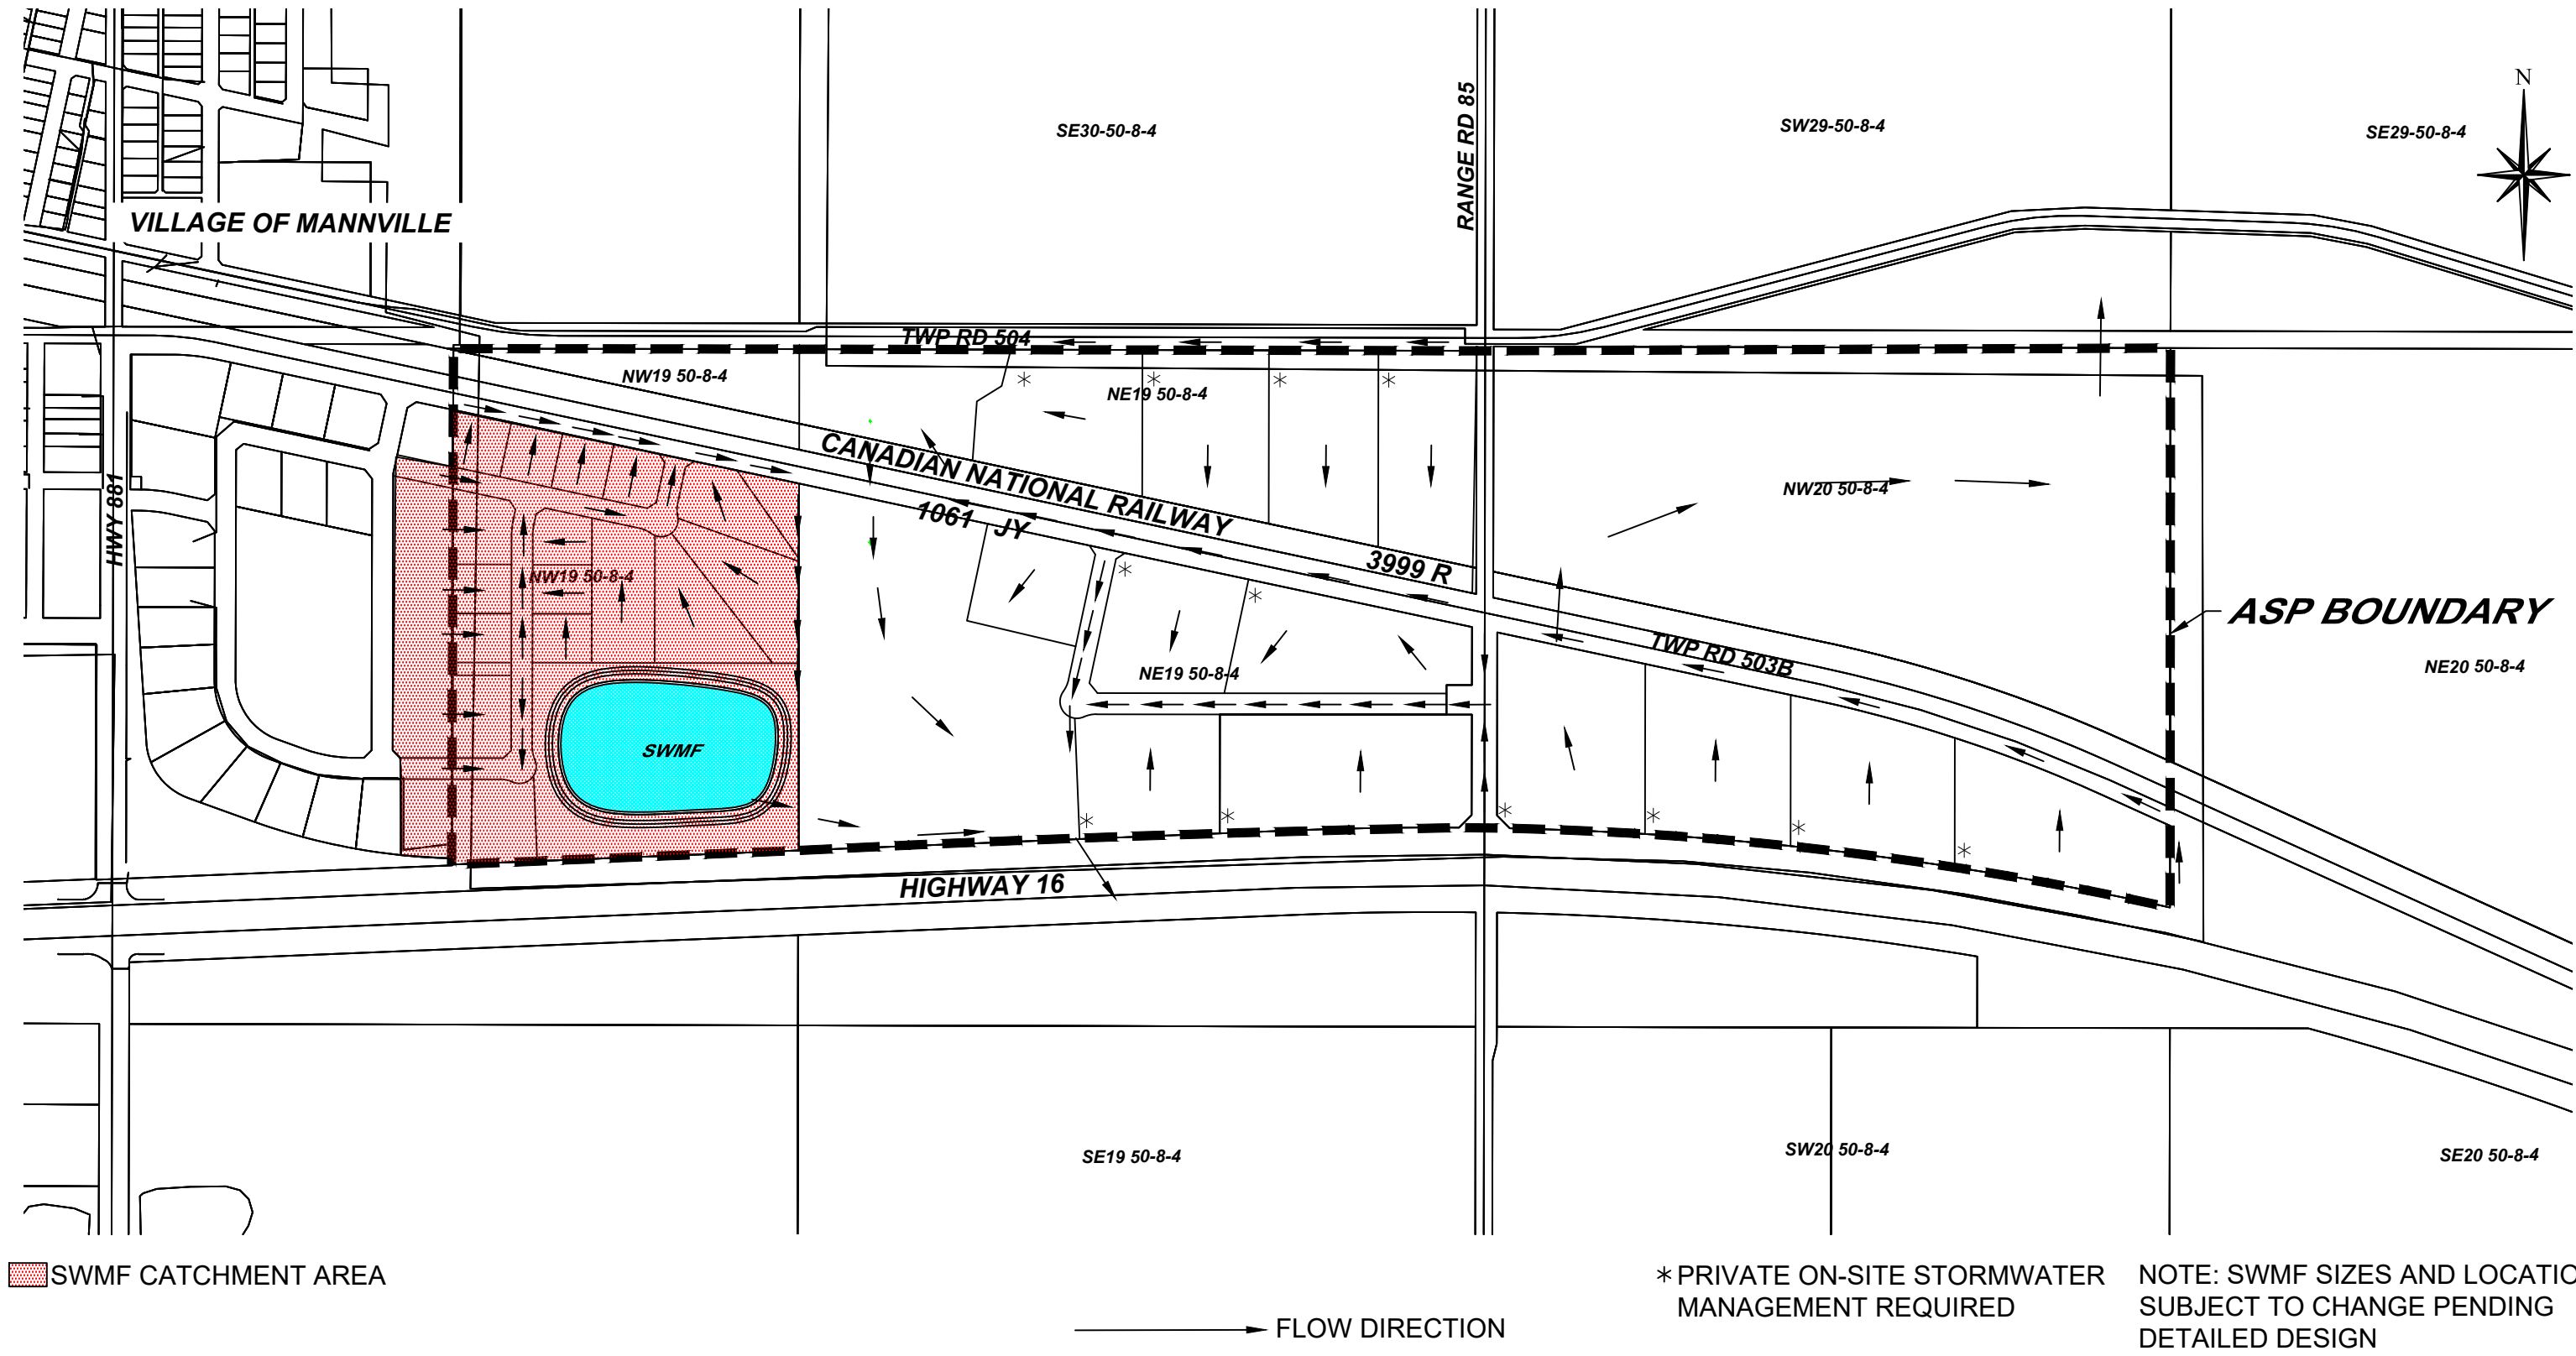 SE30-50-8-4
RANGE RD 85
SW29-50-8-4
SE29-50-8-4
N
VILLAGE OF MANNVILLE
TWP RD 504
NW19 50-8-4
NE19 50-8-4
CANADIAN NATIONAL RAILWAY
1061 JY
3999 R
NW20 50-8-4
HWY 881
NW19 50-8-4
ASP BOUNDARY
TWP RD 503B
NE19 50-8-4
NE20 50-8-4
SWMF
HIGHWAY 16
SE19 50-8-4
SW20 50-8-4
SE20 50-8-4
SWMF CATCHMENT AREA
FLOW DIRECTION
* PRIVATE ON-SITE STORMWATER
MANAGEMENT REQUIRED
NOTE: SWMF SIZES AND LOCATIO
SUBJECT TO CHANGE PENDING
DETAILED DESIGN